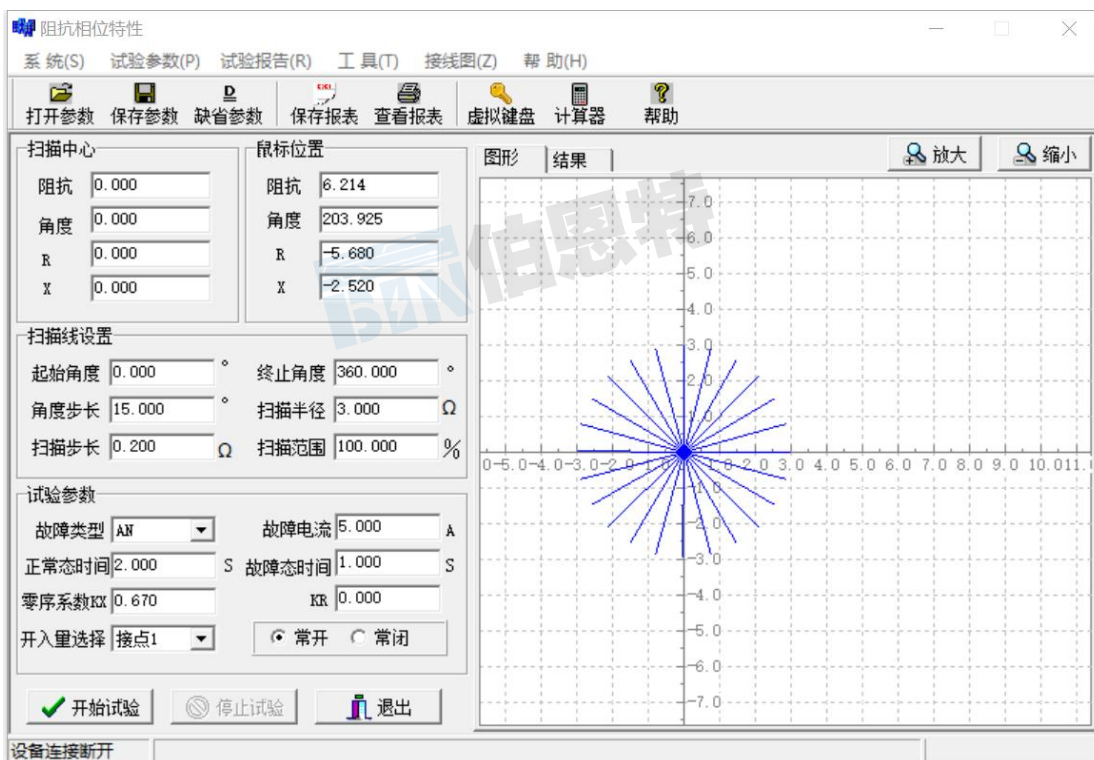 阻抗相位特性
系 统(S) 试验参数(P) 试验报告(R) 工 具(T) 接线图(Z) 帮 助(H)
打开参数 保存参数 缺省参数 保存报表 查看报表 虚拟键盘 计算器 帮助
扫描中心 鼠标位置 图形 结果 放大 缩小
阻抗 0.000 阻抗 6.214
角度 0.000 角度 203.925
R 0.000 R -5.680
X 0.000 X -2.520
BEN 伯恩特
扫描线设置
起始角度 0.000 ° 终止角度 360.000 °
角度步长 15.000 ° 扫描半径 3.000 Ω
扫描步长 0.200 Ω 扫描范围 100.000 %
试验参数
故障类型 AN 故障电流 5.000 A
正常态时间 2.000 S 故障态时间 1.000 S
零序系数KX 0.670 KR 0.000
开入量选择 接点1 常开 常闭
开始试验 停止试验 退出
设备连接断开
7.0
6.0
5.0
4.0
3.0
2.0
1.0
0-5.0-4.0-3.0-2.0 1.0 1.0 2.0 3.0 4.0 5.0 6.0 7.0 8.0 9.0 10.011.
-1.0
-2.0
-3.0
-4.0
-5.0
-6.0
-7.0